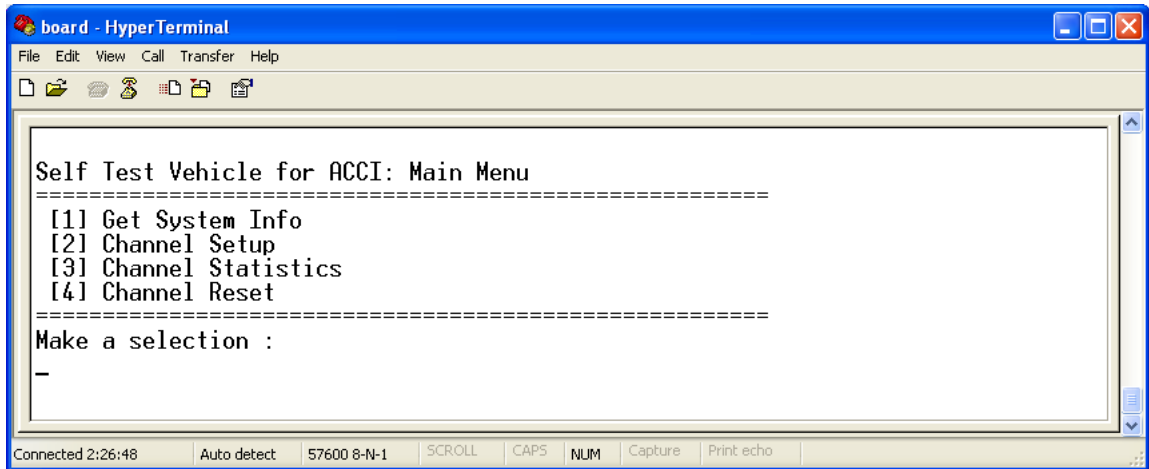 board - HyperTerminal
File Edit View Call Transfer Help
Self Test Vehicle for ACCI: Main Menu
=======================================================
[1] Get System Info
[2] Channel Setup
[3] Channel Statistics
[4] Channel Reset
=======================================================
Make a selection :
_
Connected 2:26:48 Auto detect 57600 8-N-1 SCROLL CAPS NUM Capture Print echo